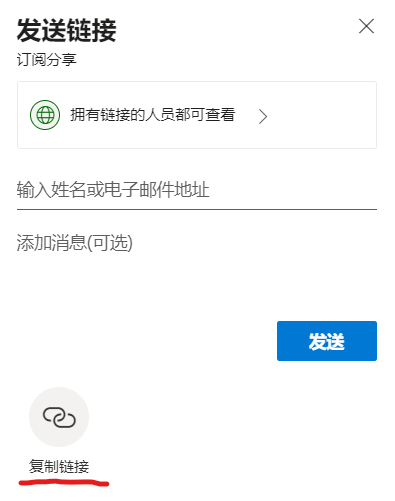 发送链接
订阅分享
拥有链接的人员都可查看
输入姓名或电子邮件地址
添加消息(可选)
发送
复制链接